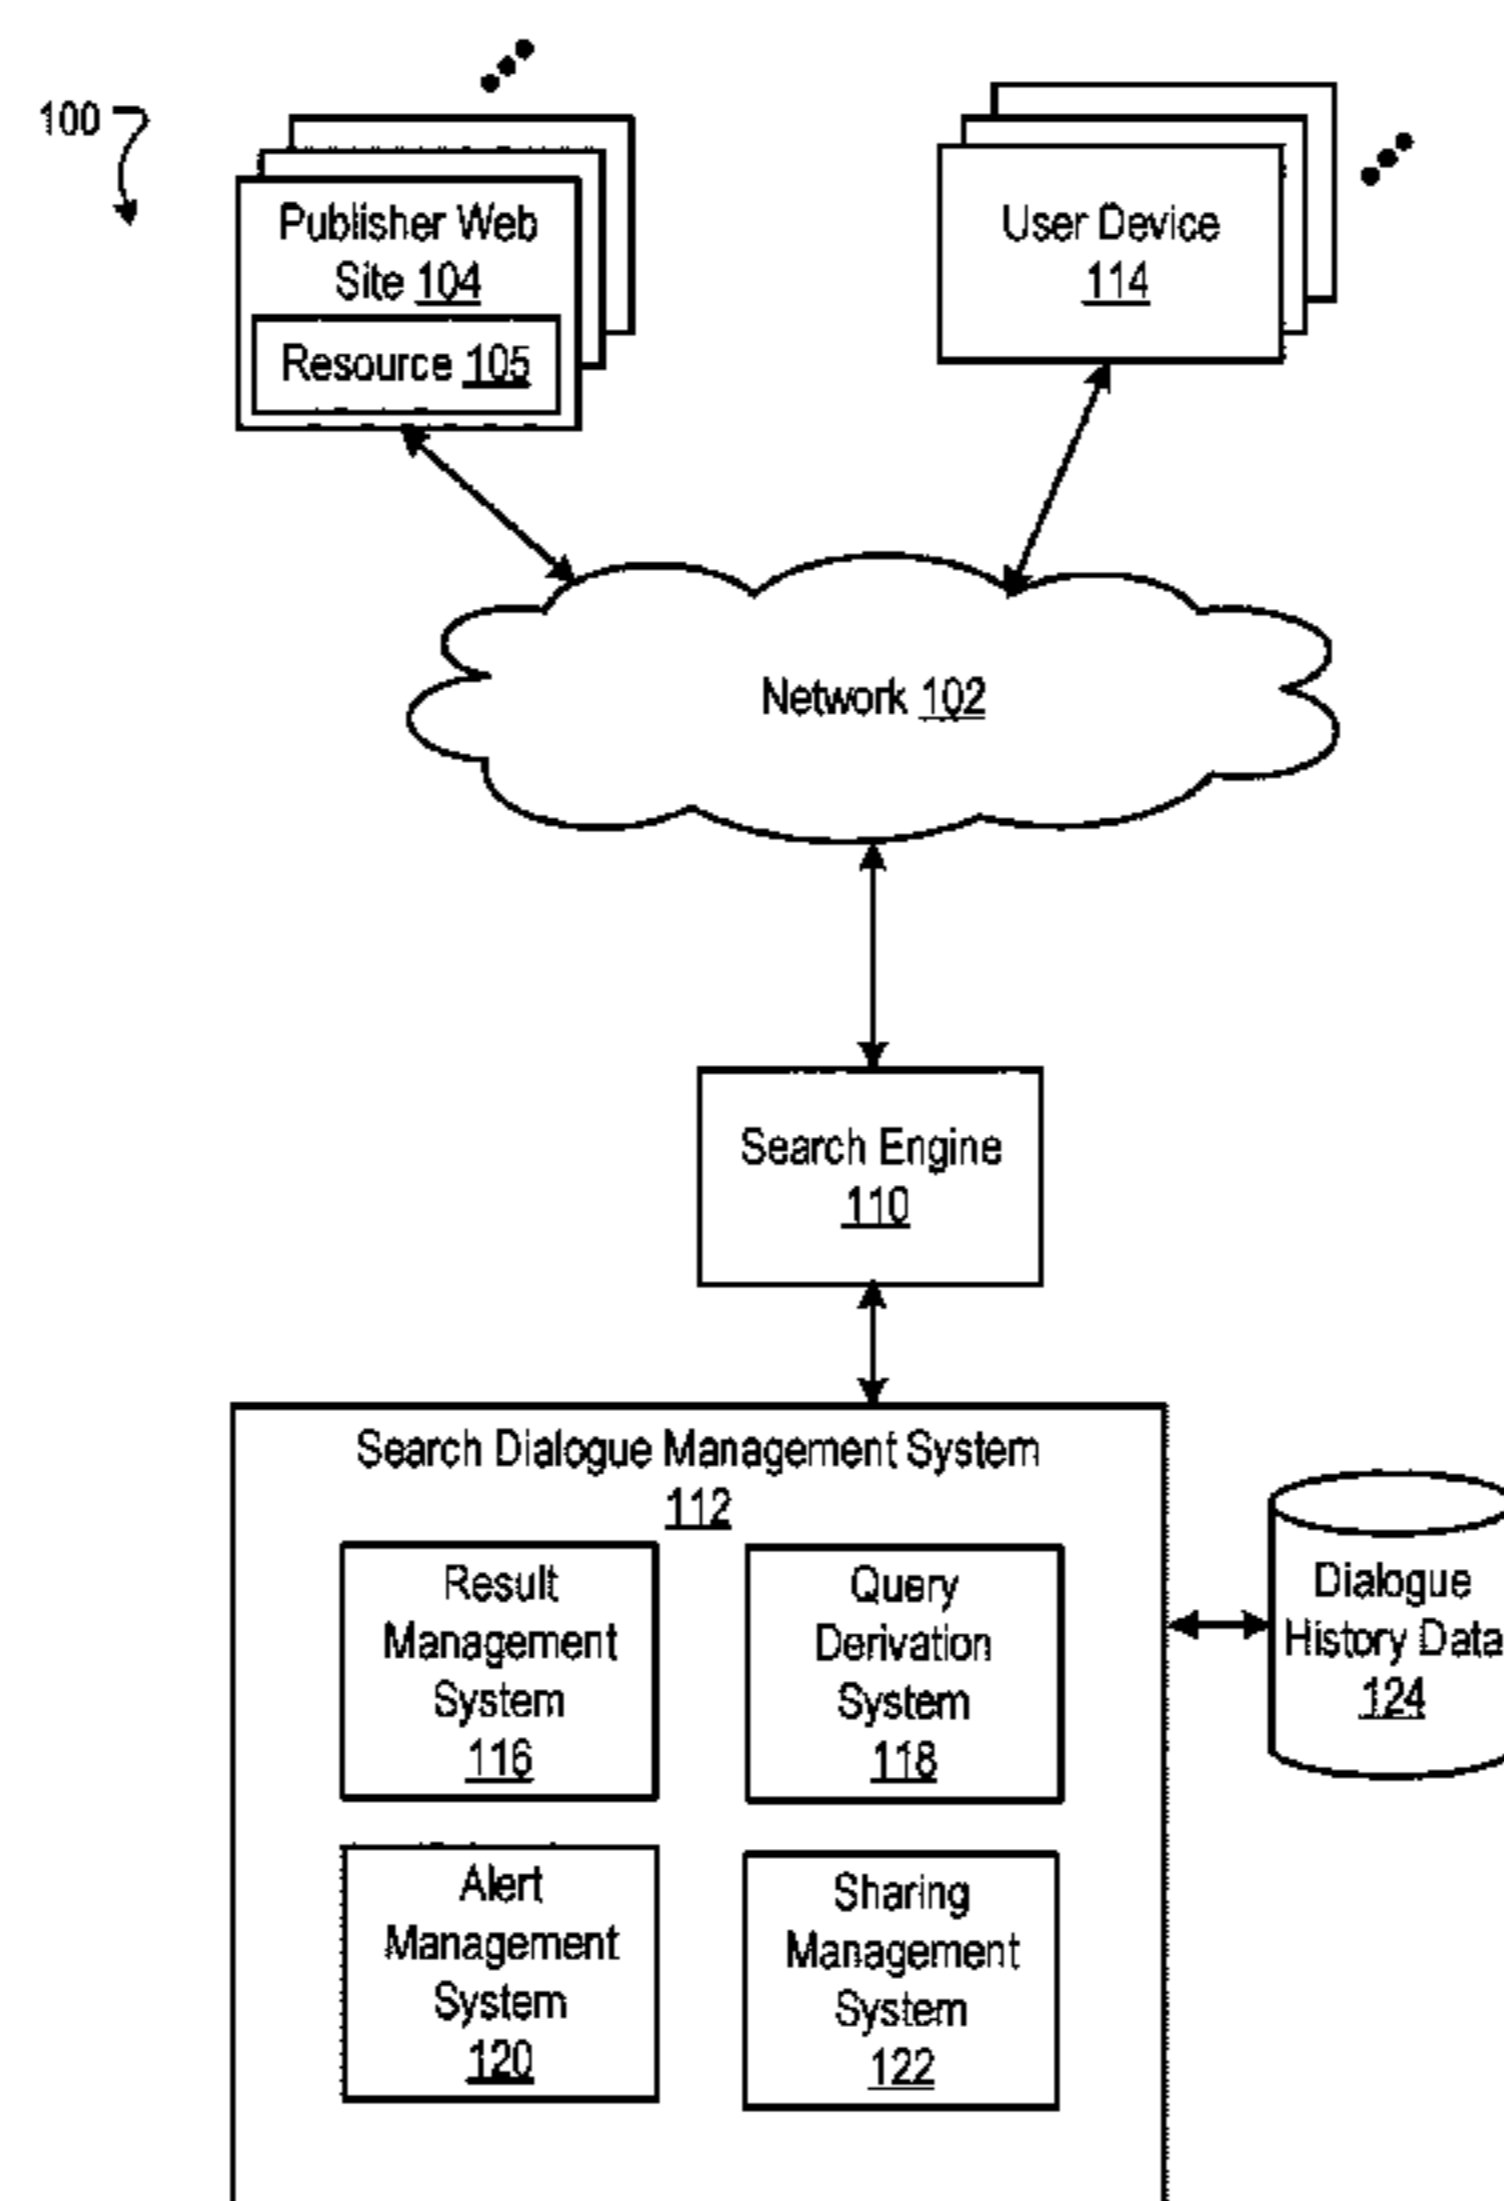 100
Publisher Web
Site 104
Resource 105
User Device
114
Network 102
Search Engine
110
Search Dialogue Management System
112
Result
Management
System
116
Query
Derivation
System
118
Dialogue
History Data
124
Alert
Management
System
120
Sharing
Management
System
122